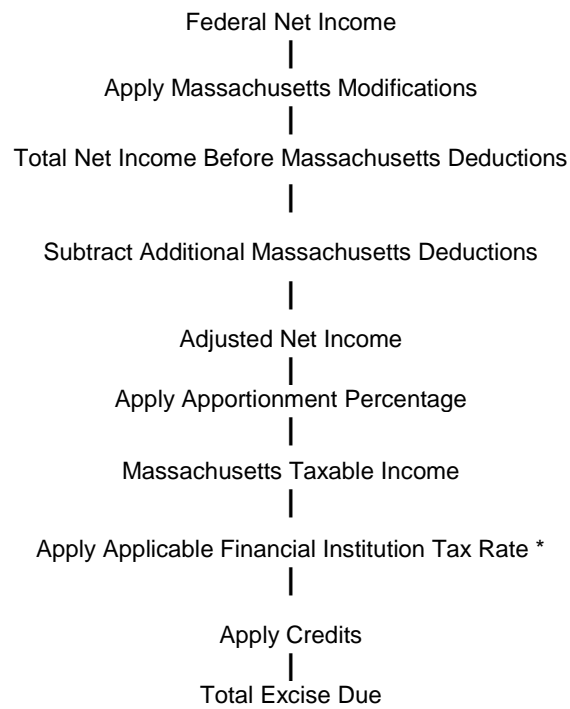 Federal Net Income
Apply Massachusetts Modifications
Total Net Income Before Massachusetts Deductions
Subtract Additional Massachusetts Deductions
Adjusted Net Income
Apply Apportionment Percentage
Massachusetts Taxable Income
Apply Applicable Financial Institution Tax Rate *
Apply Credits
Total Excise Due